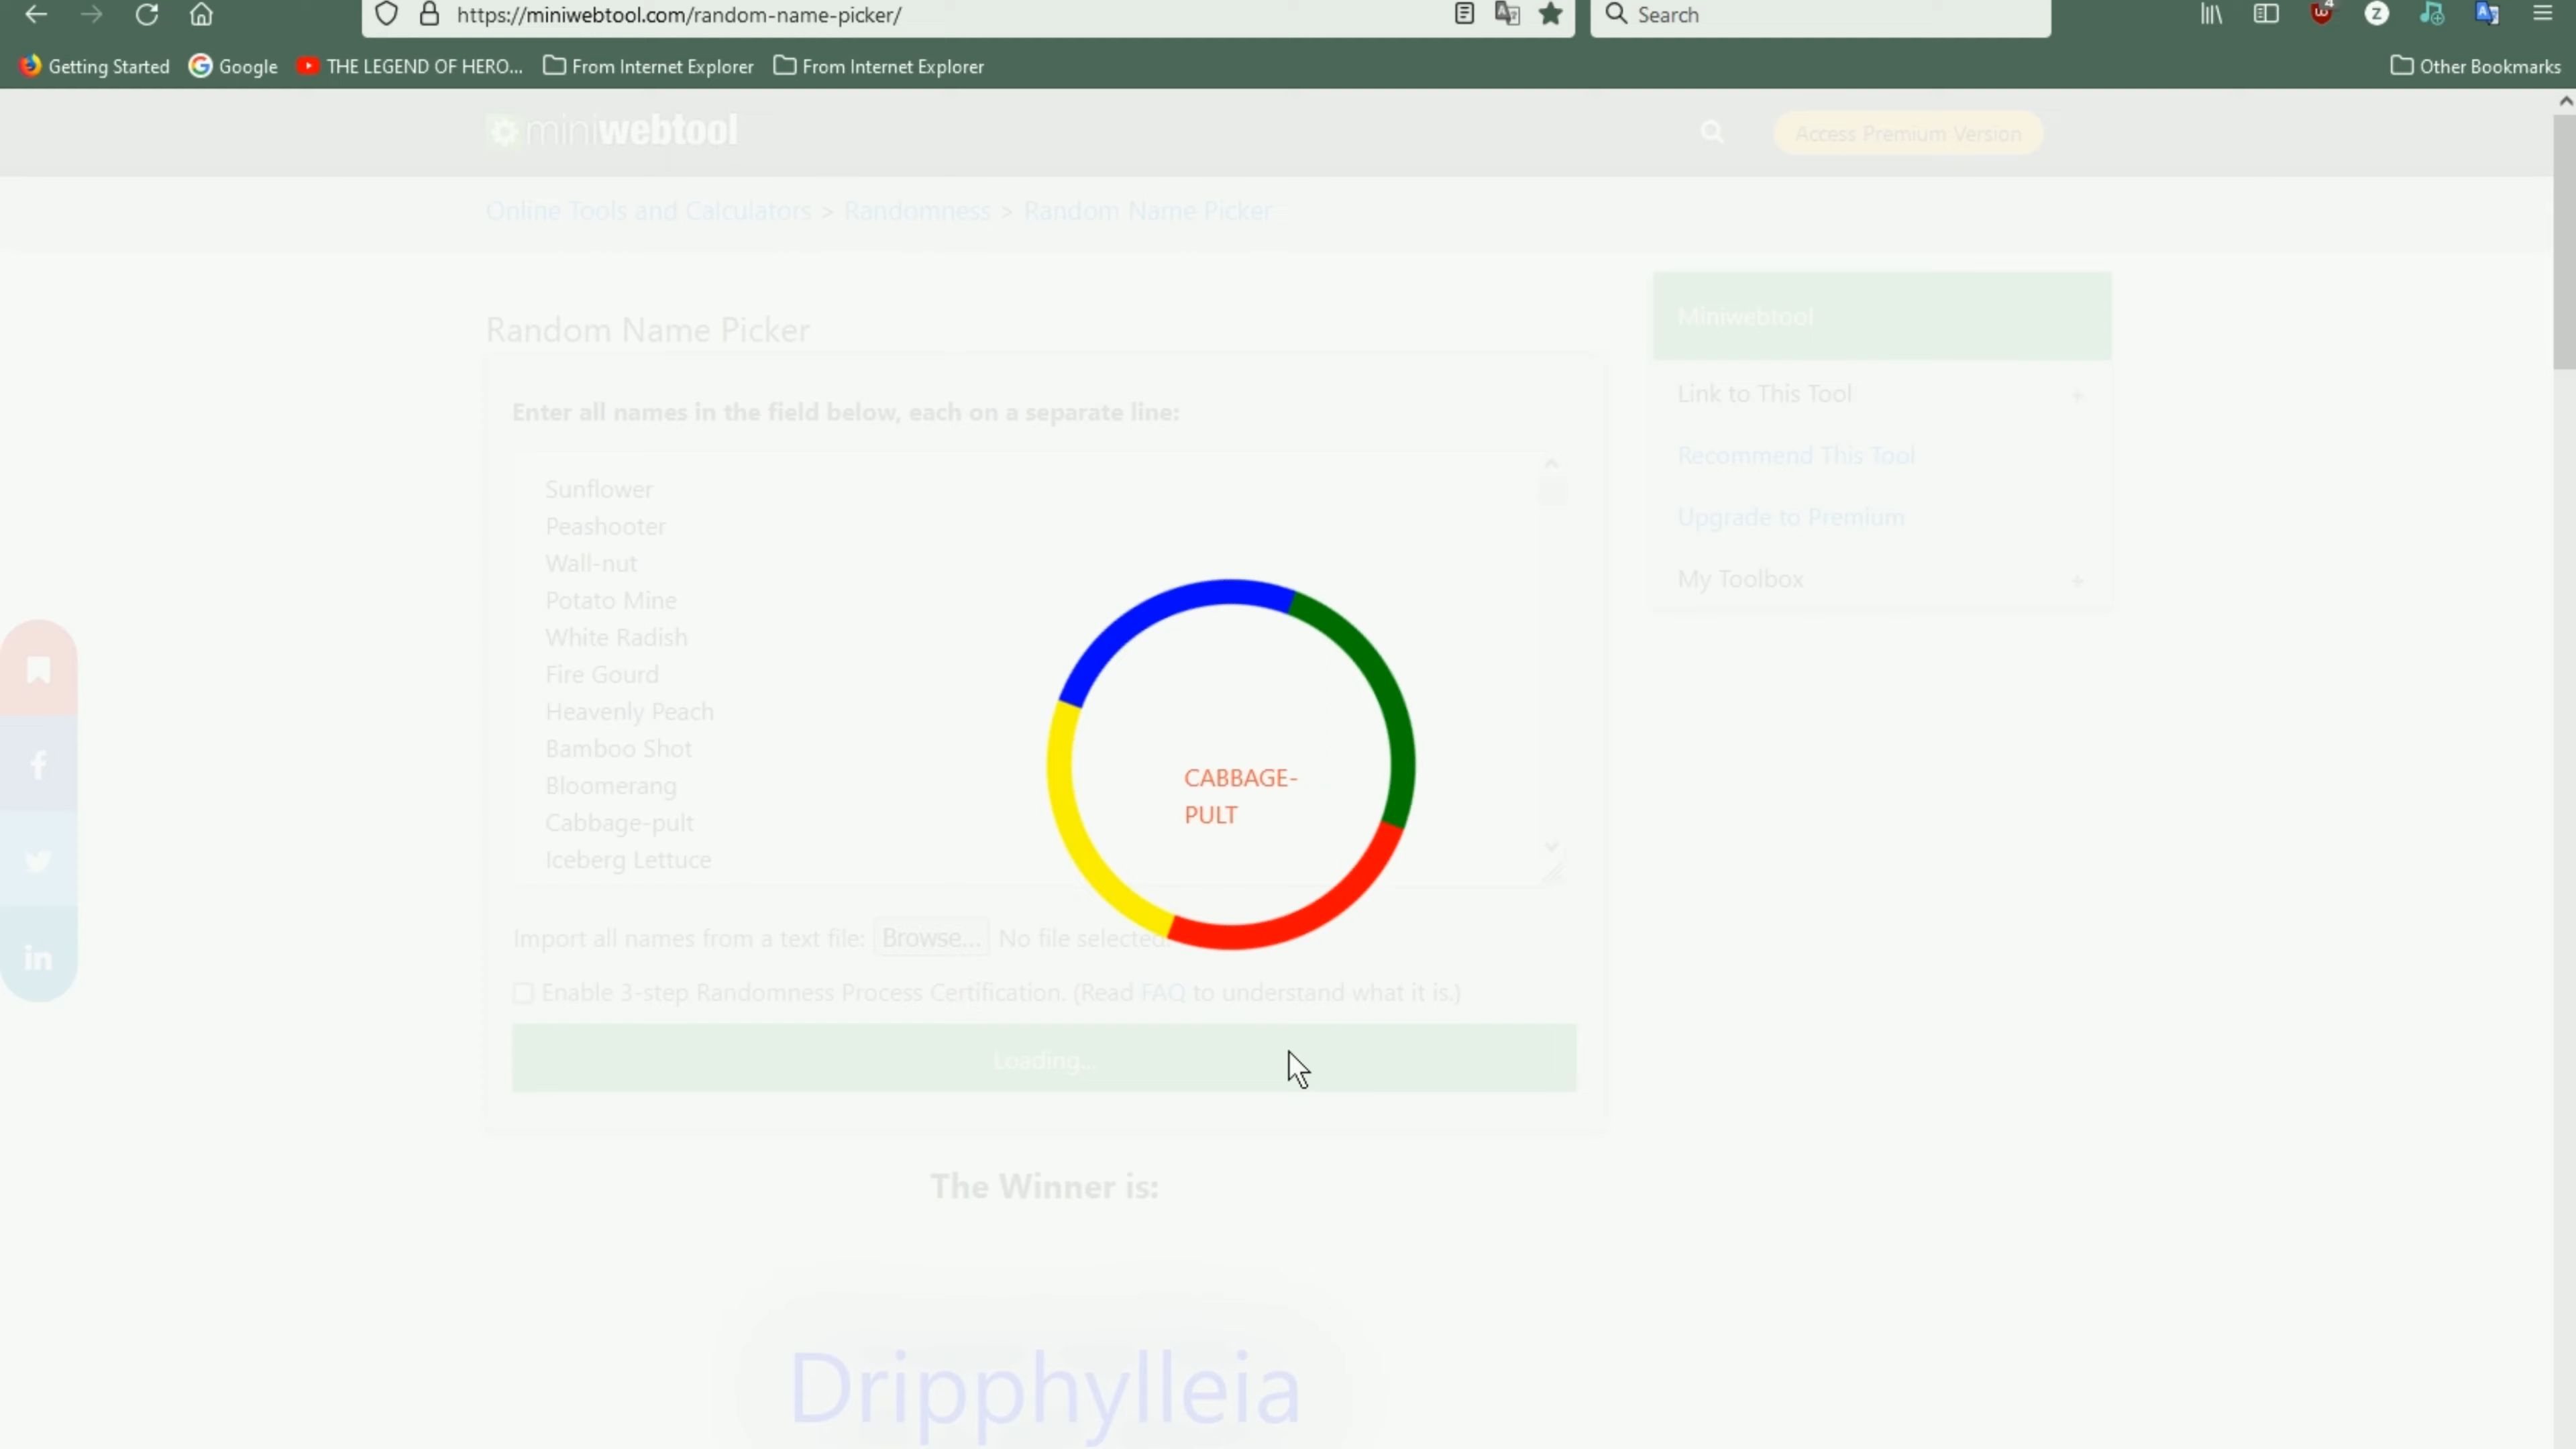 https://miniwebtool.com/random-name-picker/
Search
4
Z
Getting Started
Google
THE LEGEND OF HERO...
From Internet Explorer
From Internet Explorer
Other Bookmarks
miniwebtool
Access Premium Version
Online Tools and Calculators > Randomness > Random Name Picker
Random Name Picker
Miniwebtool
Link to This Tool +
Recommend This Tool
Upgrade to Premium
My Toolbox +
Enter all names in the field below, each on a separate line:
Sunflower
Peashooter
Wall-nut
Potato Mine
White Radish
Fire Gourd
Heavenly Peach
Bamboo Shot
Bloomerang
Cabbage-pult
Iceberg Lettuce
CABBAGE-
PULT
Import all names from a text file: Browse... No file selected.
Enable 3-step Randomness Process Certification. (Read FAQ to understand what it is.)
Loading...
The Winner is:
Dripphylleia